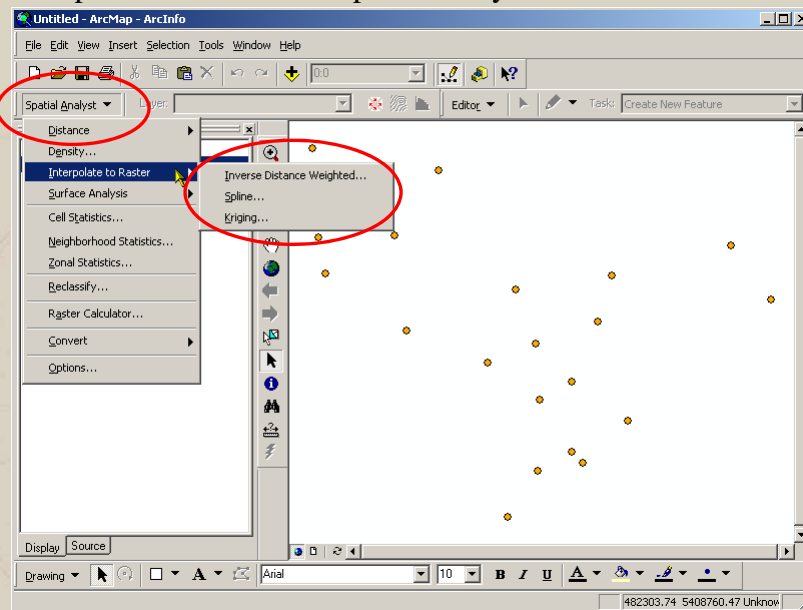 Untitled - ArcMap - ArcInfo
File Edit View Insert Selection Tools Window Help
0:0
Spatial Analyst Layer: Editor Task: Create New Feature
Distance
Density...
Interpolate to Raster
Inverse Distance Weighted...
Surface Analysis
Spline...
Cell Statistics...
Kriging...
Neighborhood Statistics...
Zonal Statistics...
Reclassify...
Raster Calculator...
Convert
Options...
Display Source
Drawing A Arial 10 B I U A
482303.74 5408760.47 Unknow